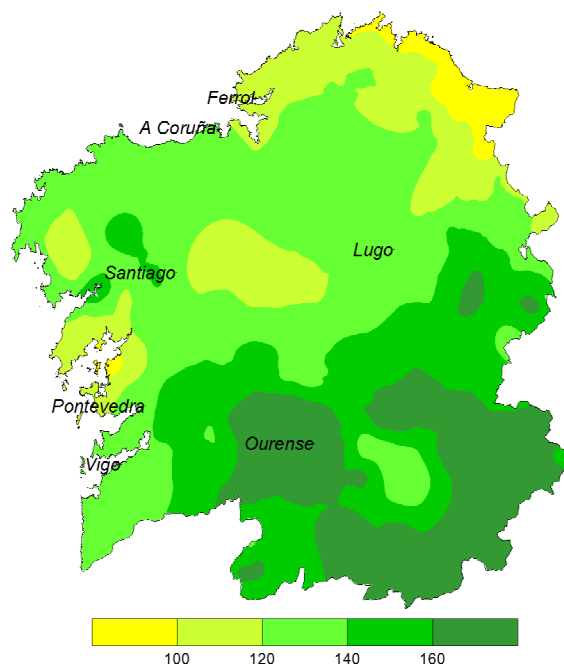 Ferrol
A Coruña
Lugo
Santiago
Pontevedra
Ourense
Vigo
100 120 140 160